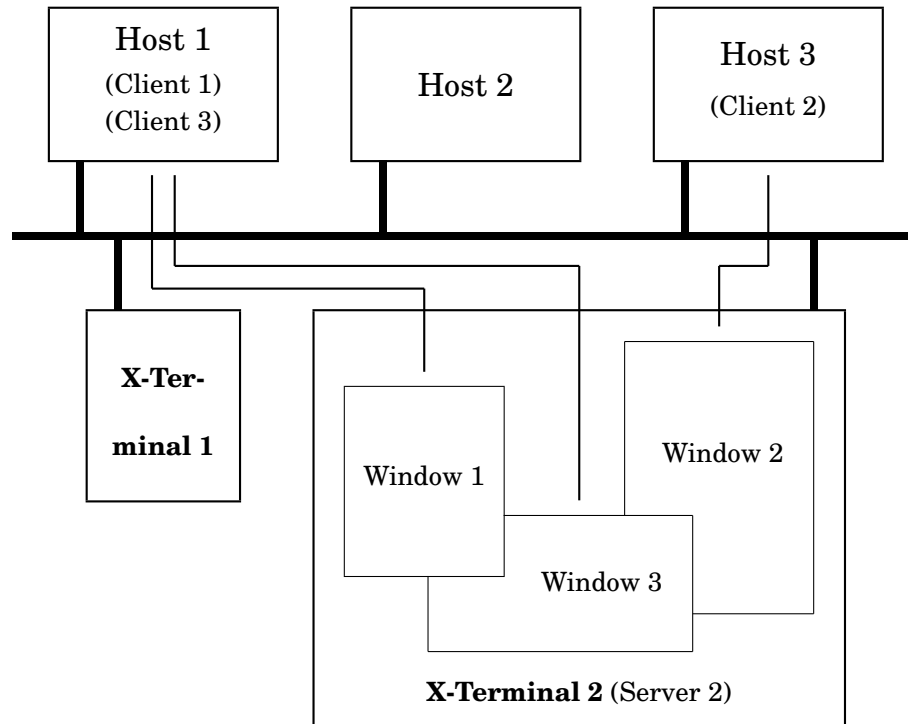 Host 1
(Client 1)
(Client 3)
Host 2
Host 3
(Client 2)
X-Ter-
minal 1
Window 1
Window 2
Window 3
X-Terminal 2 (Server 2)